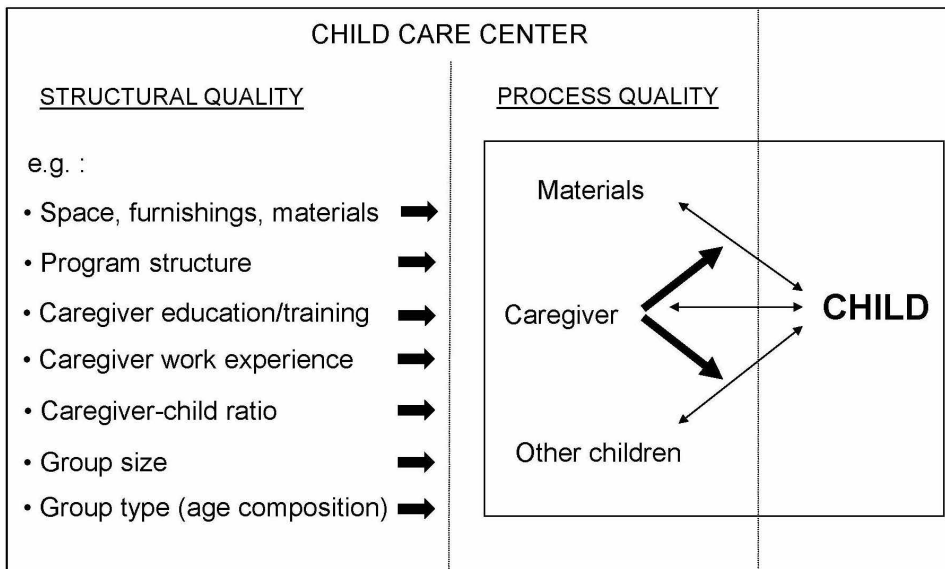 CHILD CARE CENTER
STRUCTURAL QUALITY
e.g. :
• Space, furnishings, materials
• Program structure
• Caregiver education/training
• Caregiver work experience
• Caregiver-child ratio
• Group size
• Group type (age composition)
PROCESS QUALITY
Materials
Caregiver
CHILD
Other children